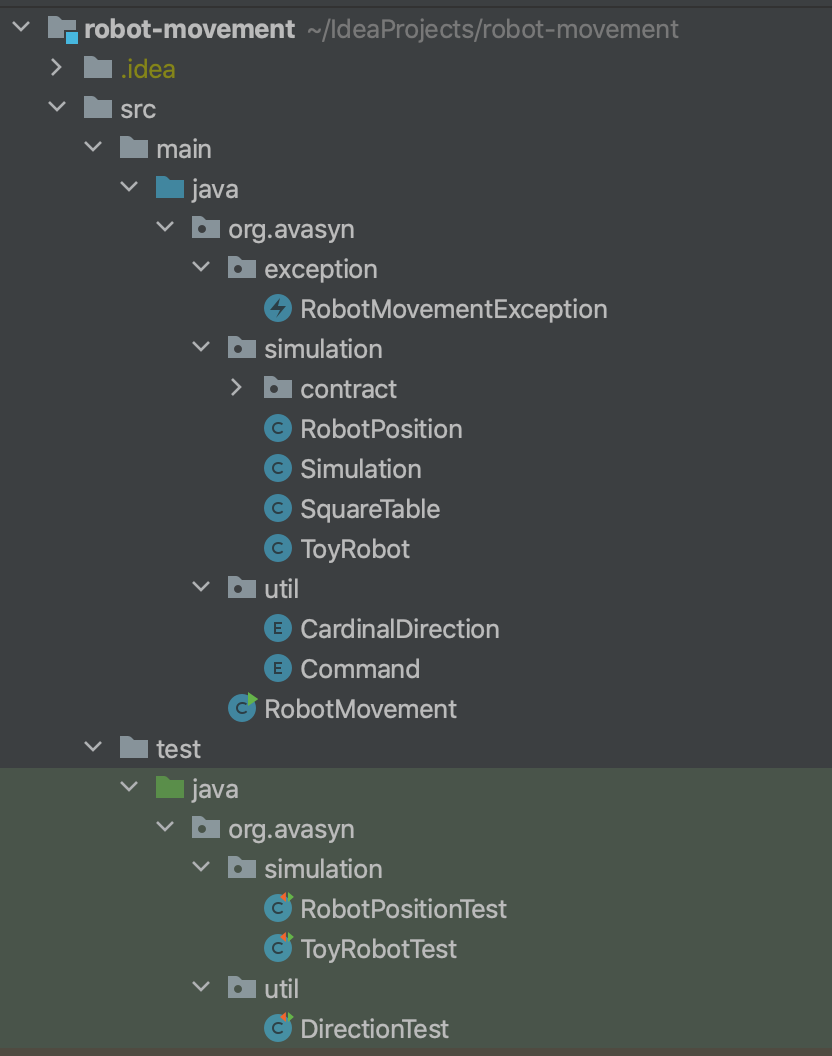 robot-movement ~/IdeaProjects/robot-movement
.idea
src
main
java
org.avasyn
exception
RobotMovementException
simulation
contract
C RobotPosition
C Simulation
C SquareTable
C ToyRobot
util
E CardinalDirection
E Command
C RobotMovement
test
java
org.avasyn
simulation
C RobotPositionTest
C ToyRobotTest
util
C DirectionTest